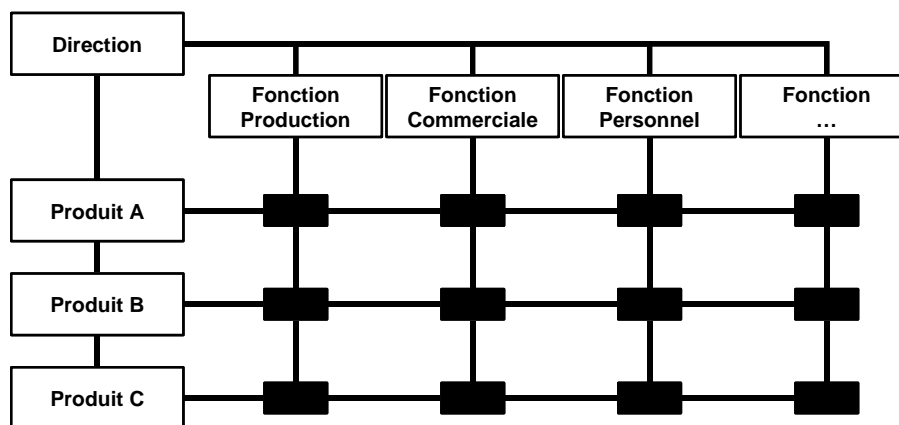 Direction
Fonction
Production
Fonction
Commerciale
Fonction
Personnel
Fonction
…
Produit A
Produit B
Produit C